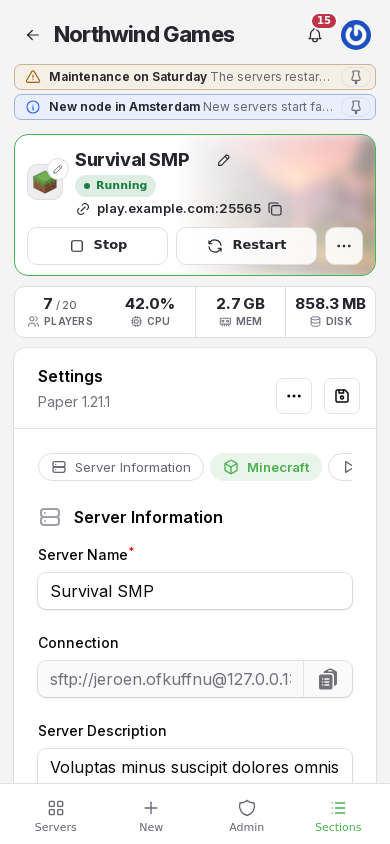 Northwind Games
15
Maintenance on Saturday The servers restar...
New node in Amsterdam New servers start fa...
Survival SMP
Running
play.example.com:25565
Stop
Restart
7 / 20
PLAYERS
42.0%
CPU
2.7 GB
MEM
858.3 MB
DISK
Settings
Paper 1.21.1
Server Information
Minecraft
Server Information
Server Name*
Survival SMP
Connection
sftp://jeroen.ofkuffnu@127.0.0.1:
Server Description
Voluptas minus suscipit dolores omnis
Servers
New
Admin
Sections